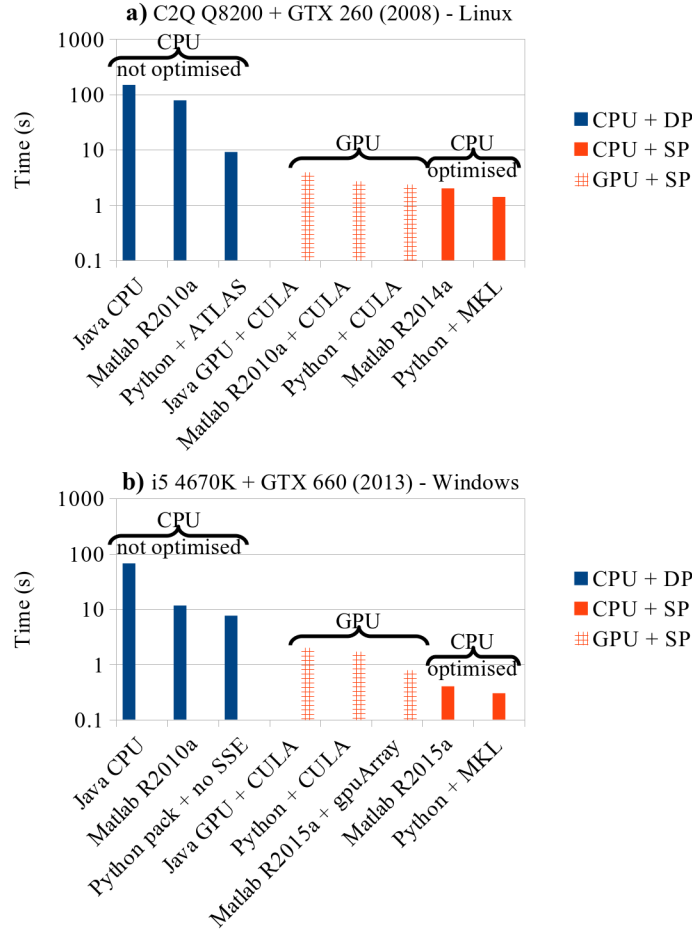 a) C2Q Q8200 + GTX 260 (2008) - Linux
1000
100
10
1
0.1
Time (s)
CPU
not optimised
GPU
CPU
optimised
CPU + DP
CPU + SP
GPU + SP
Java CPU
Matlab R2010a
Python + ATLAS
Java GPU + CULA
Matlab R2010a + CULA
Python + CULA
Matlab R2014a
Python + MKL
b) i5 4670K + GTX 660 (2013) - Windows
1000
100
10
1
0.1
Time (s)
CPU
not optimised
GPU
CPU
optimised
CPU + DP
CPU + SP
GPU + SP
Java CPU
Matlab R2010a
Python pack + no SSE
Java GPU + CULA
Python + CULA
Matlab R2015a + gpuArray
Matlab R2015a
Python + MKL